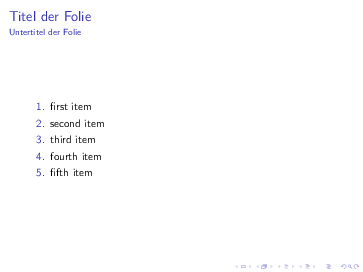 Titel der Folie
Untertitel der Folie
1. first item
2. second item
3. third item
4. fourth item
5. fifth item